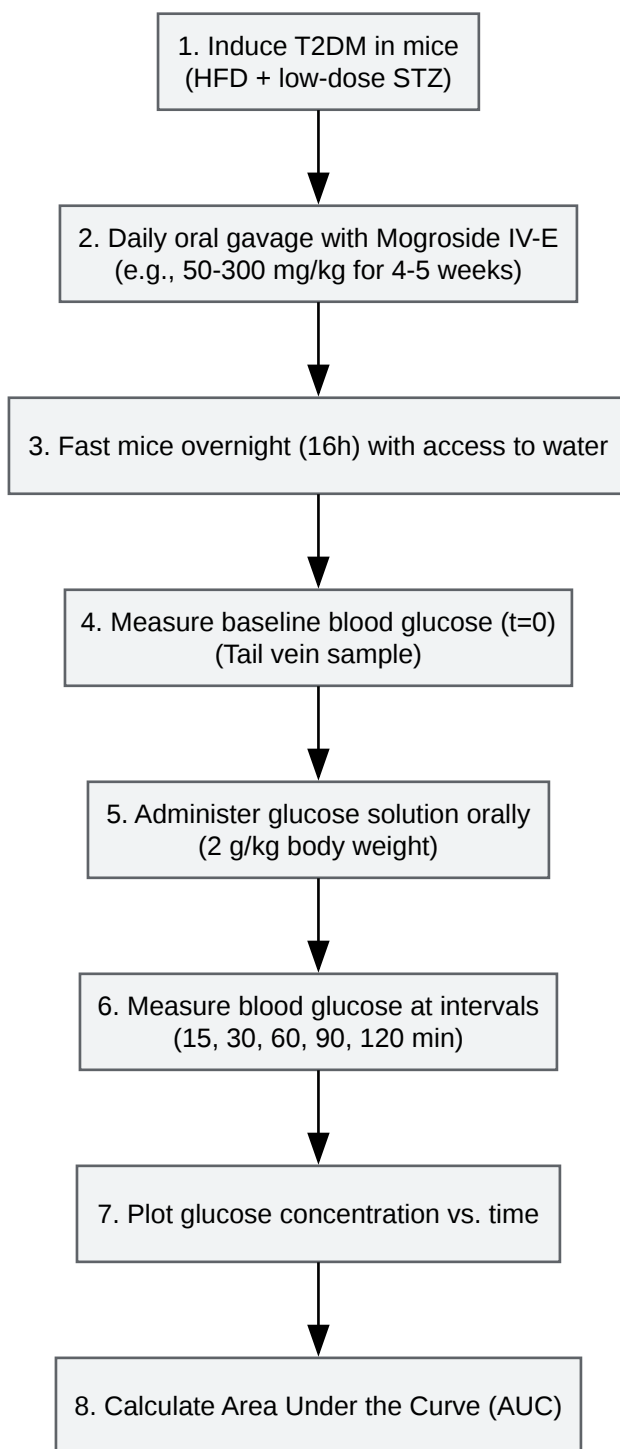 1. Induce T2DM in mice
(HFD + low-dose STZ)
2. Daily oral gavage with Mogroside IV-E
(e.g., 50-300 mg/kg for 4-5 weeks)
3. Fast mice overnight (16h) with access to water
4. Measure baseline blood glucose (t=0)
(Tail vein sample)
5. Administer glucose solution orally
(2 g/kg body weight)
6. Measure blood glucose at intervals
(15, 30, 60, 90, 120 min)
7. Plot glucose concentration vs. time
8. Calculate Area Under the Curve (AUC)